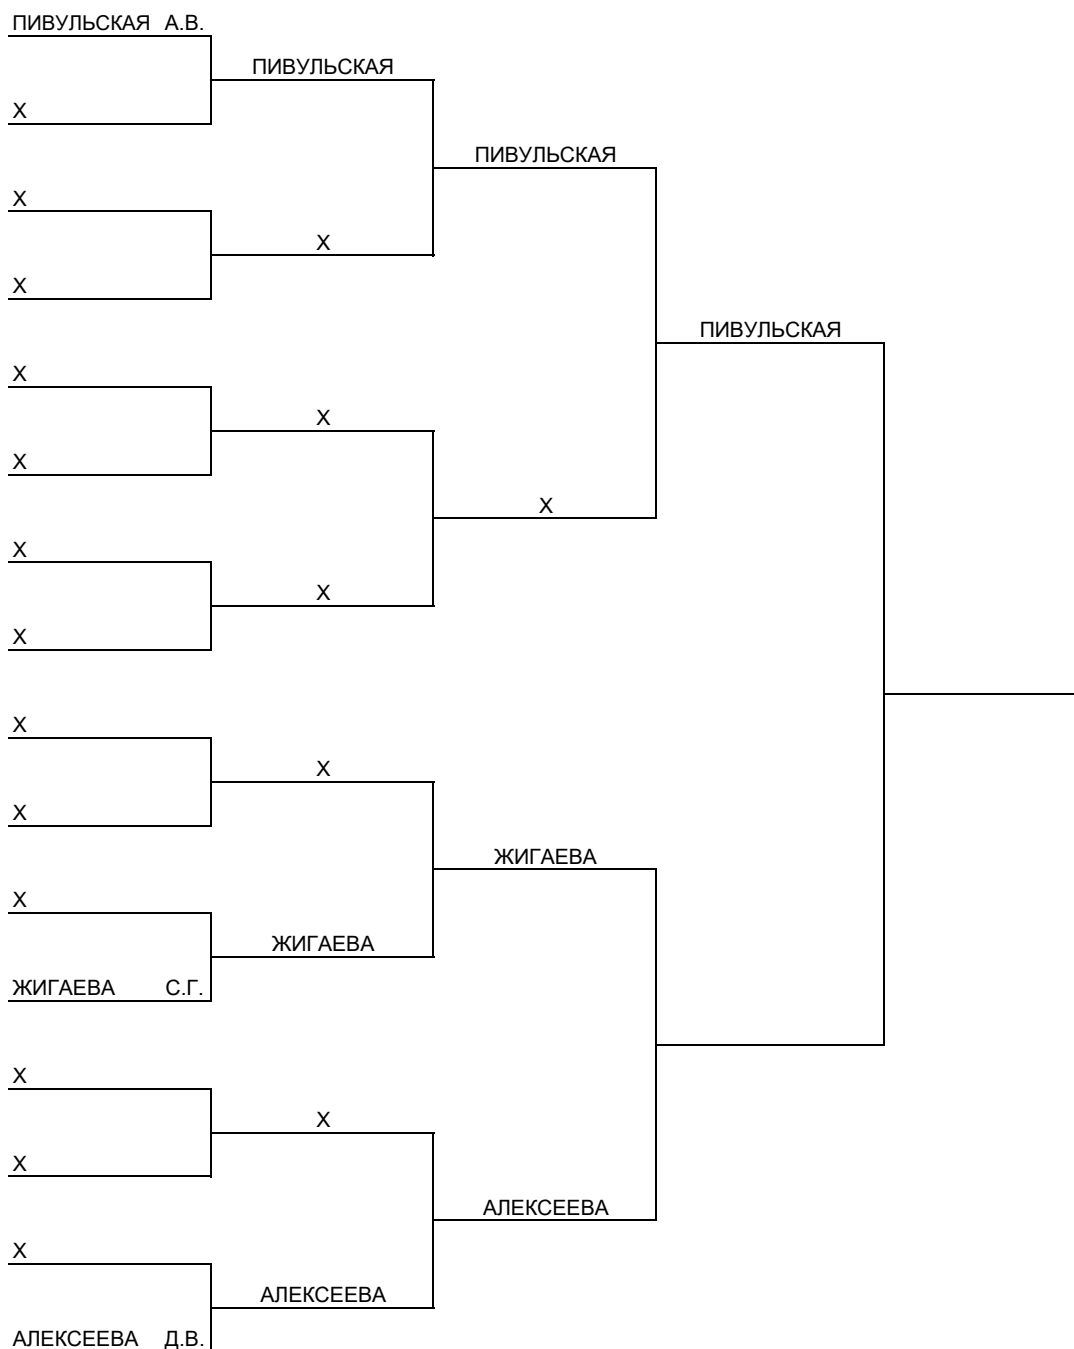 ПИВУЛЬСКАЯ А.В.
ПИВУЛЬСКАЯ
Х
ПИВУЛЬСКАЯ
Х
Х
Х
ПИВУЛЬСКАЯ
Х
Х
Х
Х
Х
Х
Х
Х
Х
Х
ЖИГАЕВА
Х
ЖИГАЕВА
ЖИГАЕВА С.Г.
Х
Х
Х
АЛЕКСЕЕВА
Х
АЛЕКСЕЕВА
АЛЕКСЕЕВА Д.В.